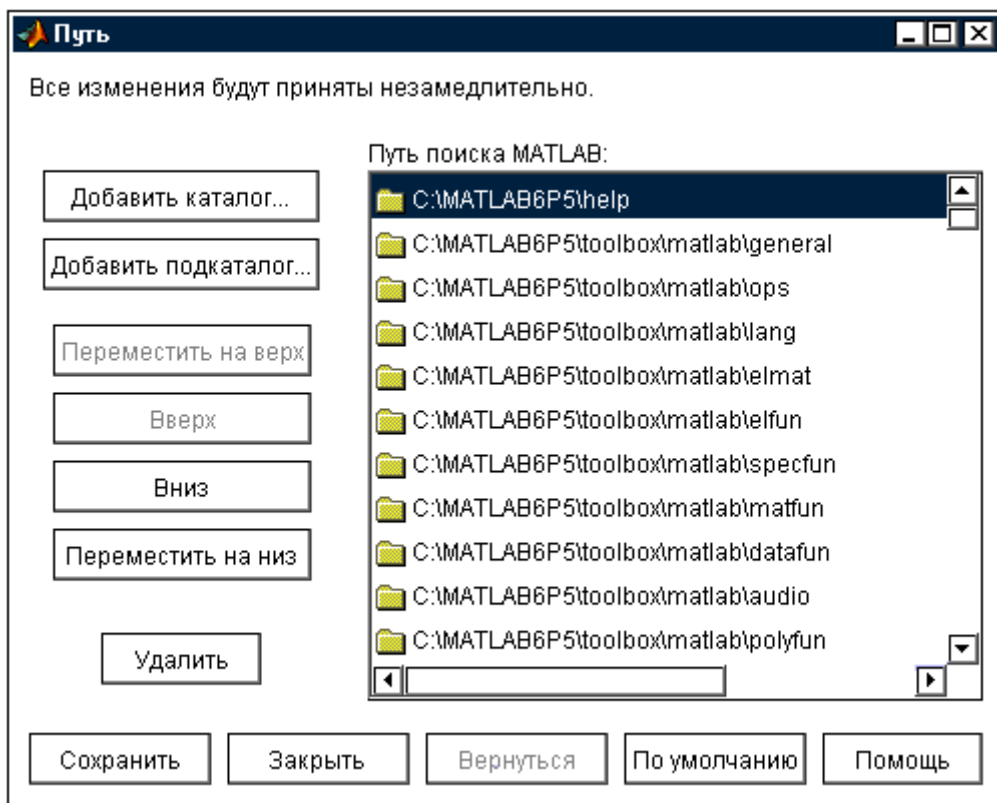 Путь
Все изменения будут приняты незамедлительно.
Путь поиска MATLAB:
Добавить каталог...
Добавить подкаталог...
Переместить на верх
Вверх
Вниз
Переместить на низ
Удалить
C:\MATLAB6P5\help
C:\MATLAB6P5\toolbox\matlab\general
C:\MATLAB6P5\toolbox\matlab\ops
C:\MATLAB6P5\toolbox\matlab\lang
C:\MATLAB6P5\toolbox\matlab\elmat
C:\MATLAB6P5\toolbox\matlab\elfun
C:\MATLAB6P5\toolbox\matlab\specfun
C:\MATLAB6P5\toolbox\matlab\matfun
C:\MATLAB6P5\toolbox\matlab\datafun
C:\MATLAB6P5\toolbox\matlab\audio
C:\MATLAB6P5\toolbox\matlab\polyfun
Сохранить
Закрыть
Вернуться
По умолчанию
Помощь